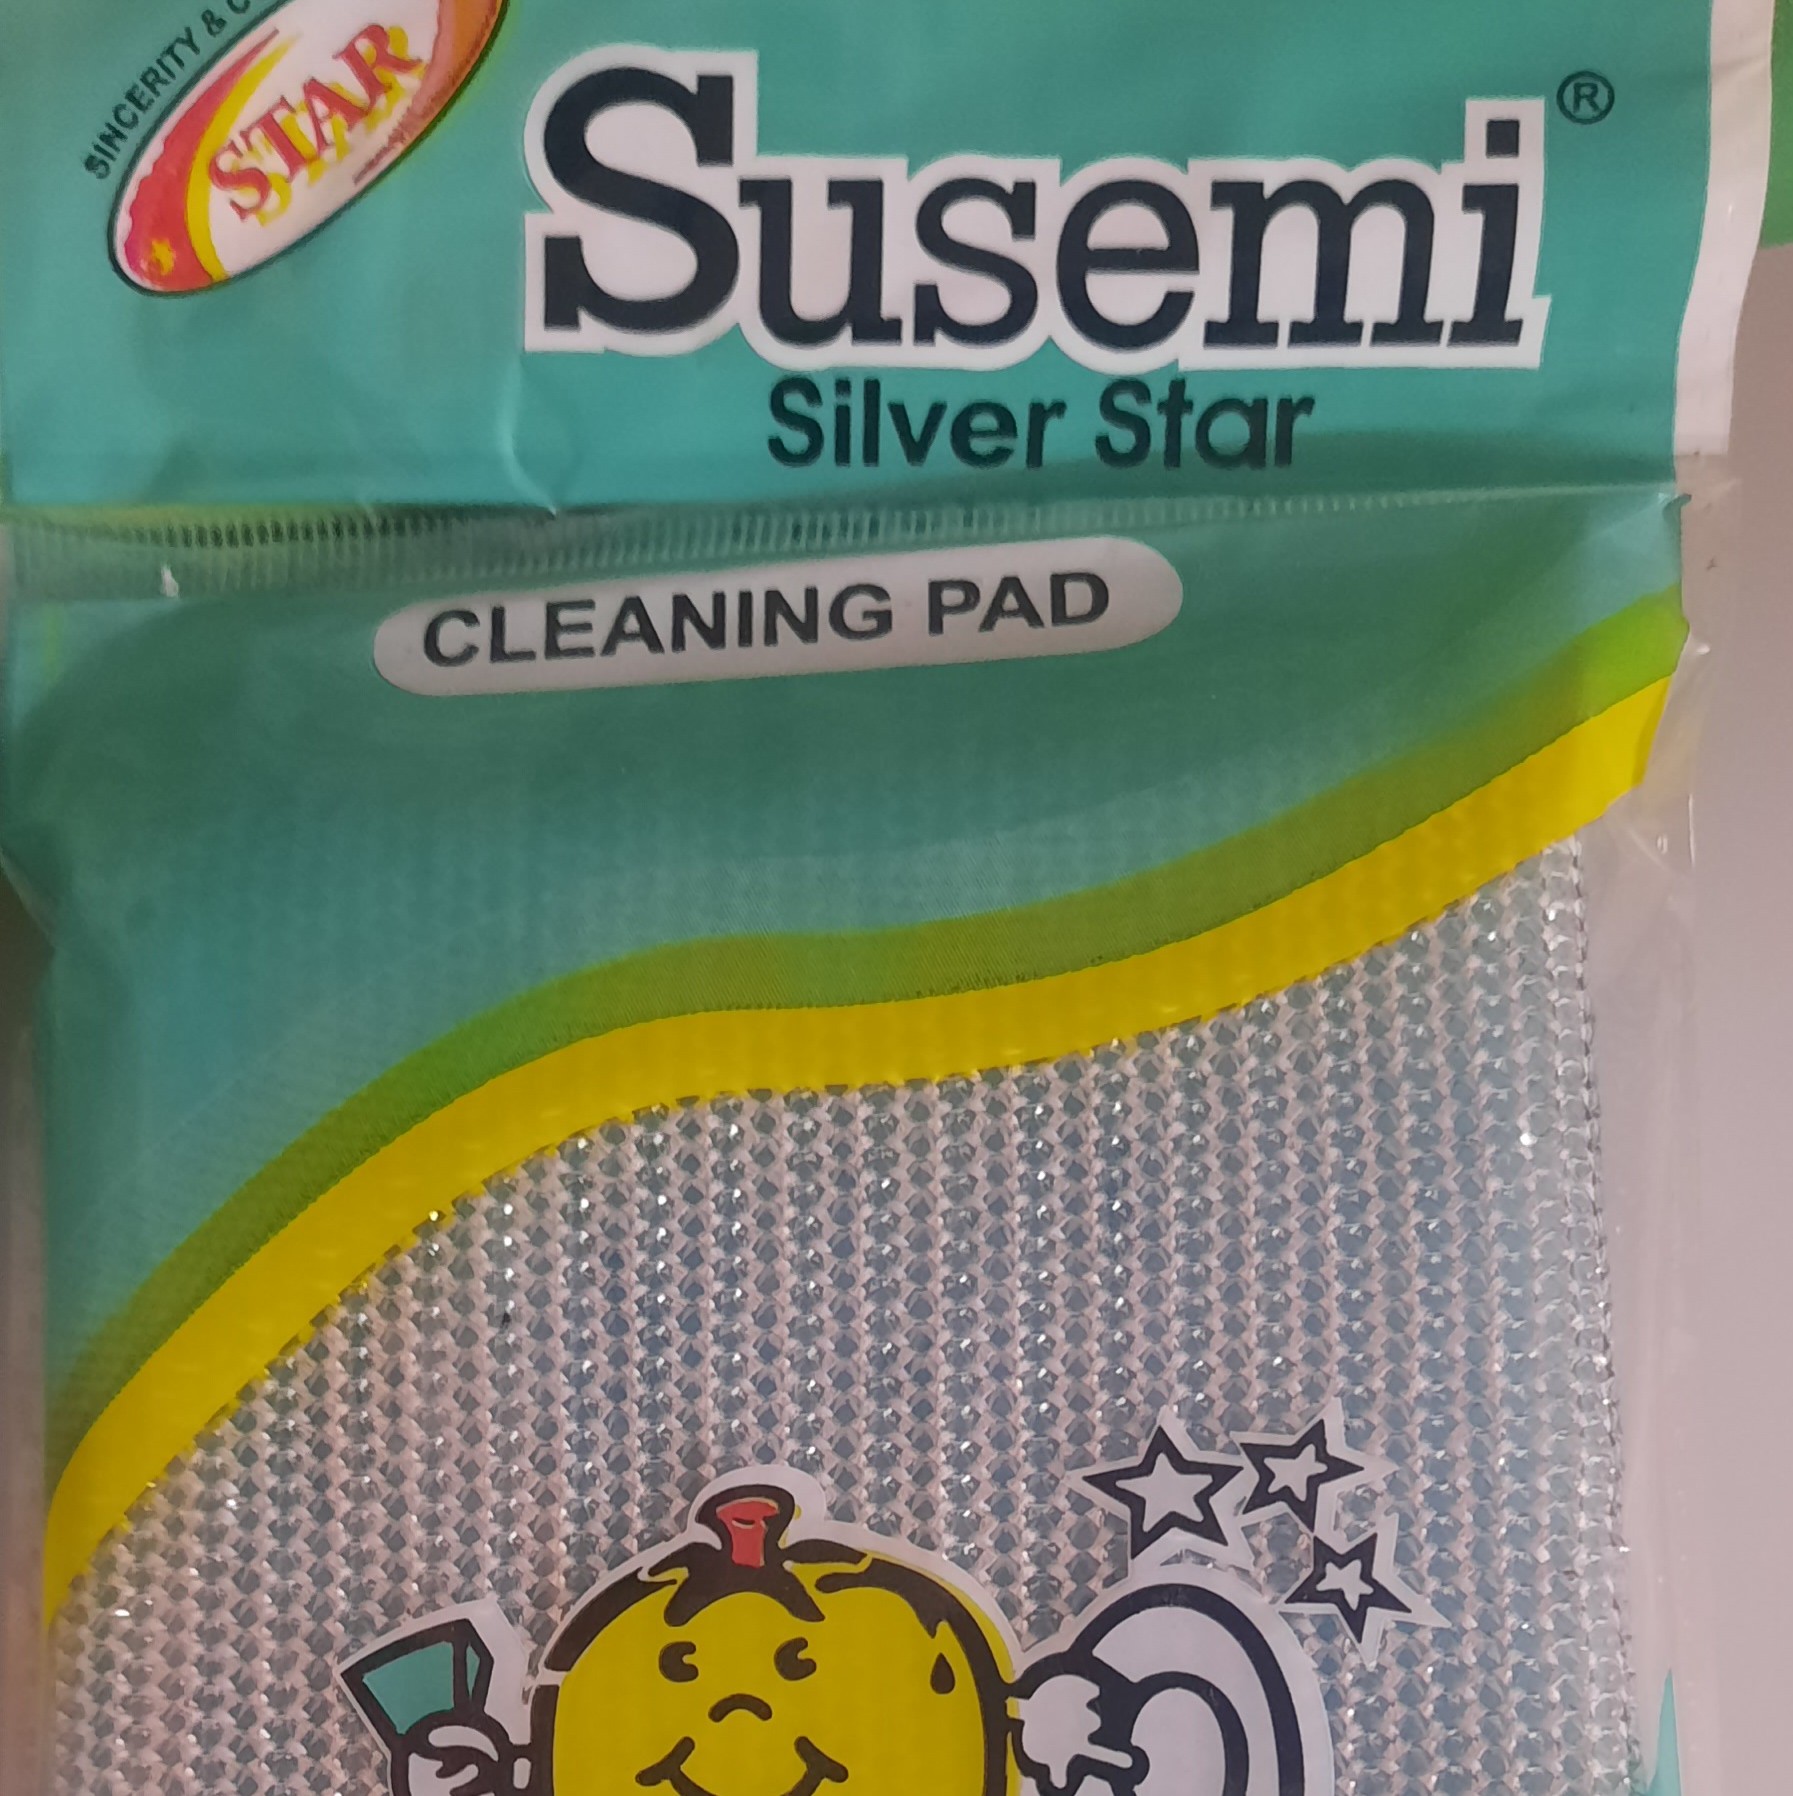 SINCERITY &
STAR
Susemi ®
Silver Star
CLEANING PAD